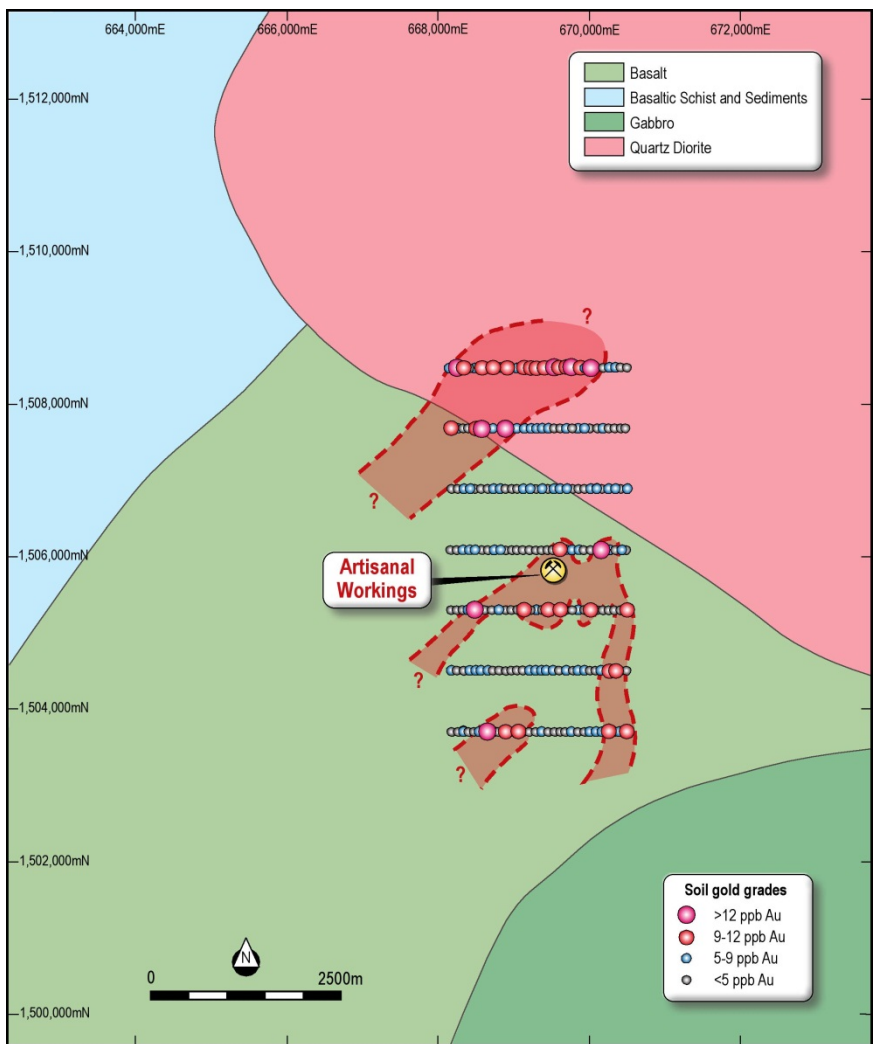 664,000mE 666,000mE 668,000mE 670,000mE 672,000mE
Basalt
Basaltic Schist and Sediments
Gabbro
Quartz Diorite
1,512,000mN
1,510,000mN
?
1,508,000mN
?
1,506,000mN
Artisanal
Workings
?
1,504,000mN
?
1,502,000mN
Soil gold grades
>12 ppb Au
9-12 ppb Au
5-9 ppb Au
<5 ppb Au
N
0 2500m
1,500,000mN